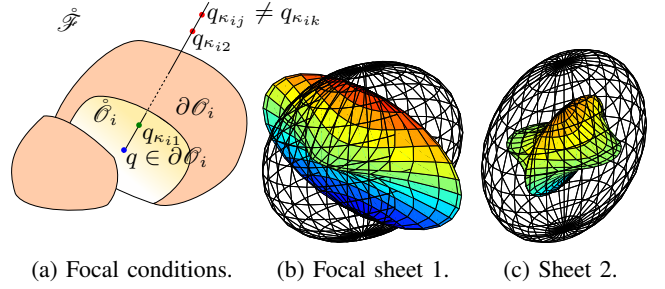 ℱ̊
q_{κ_{ij}} ≠ q_{κ_{ik}}
q_{κ_{i2}}
𝒪̊_i
∂𝒪_i
q_{κ_{i1}}
q ∈ ∂𝒪_i
(a) Focal conditions. (b) Focal sheet 1. (c) Sheet 2.